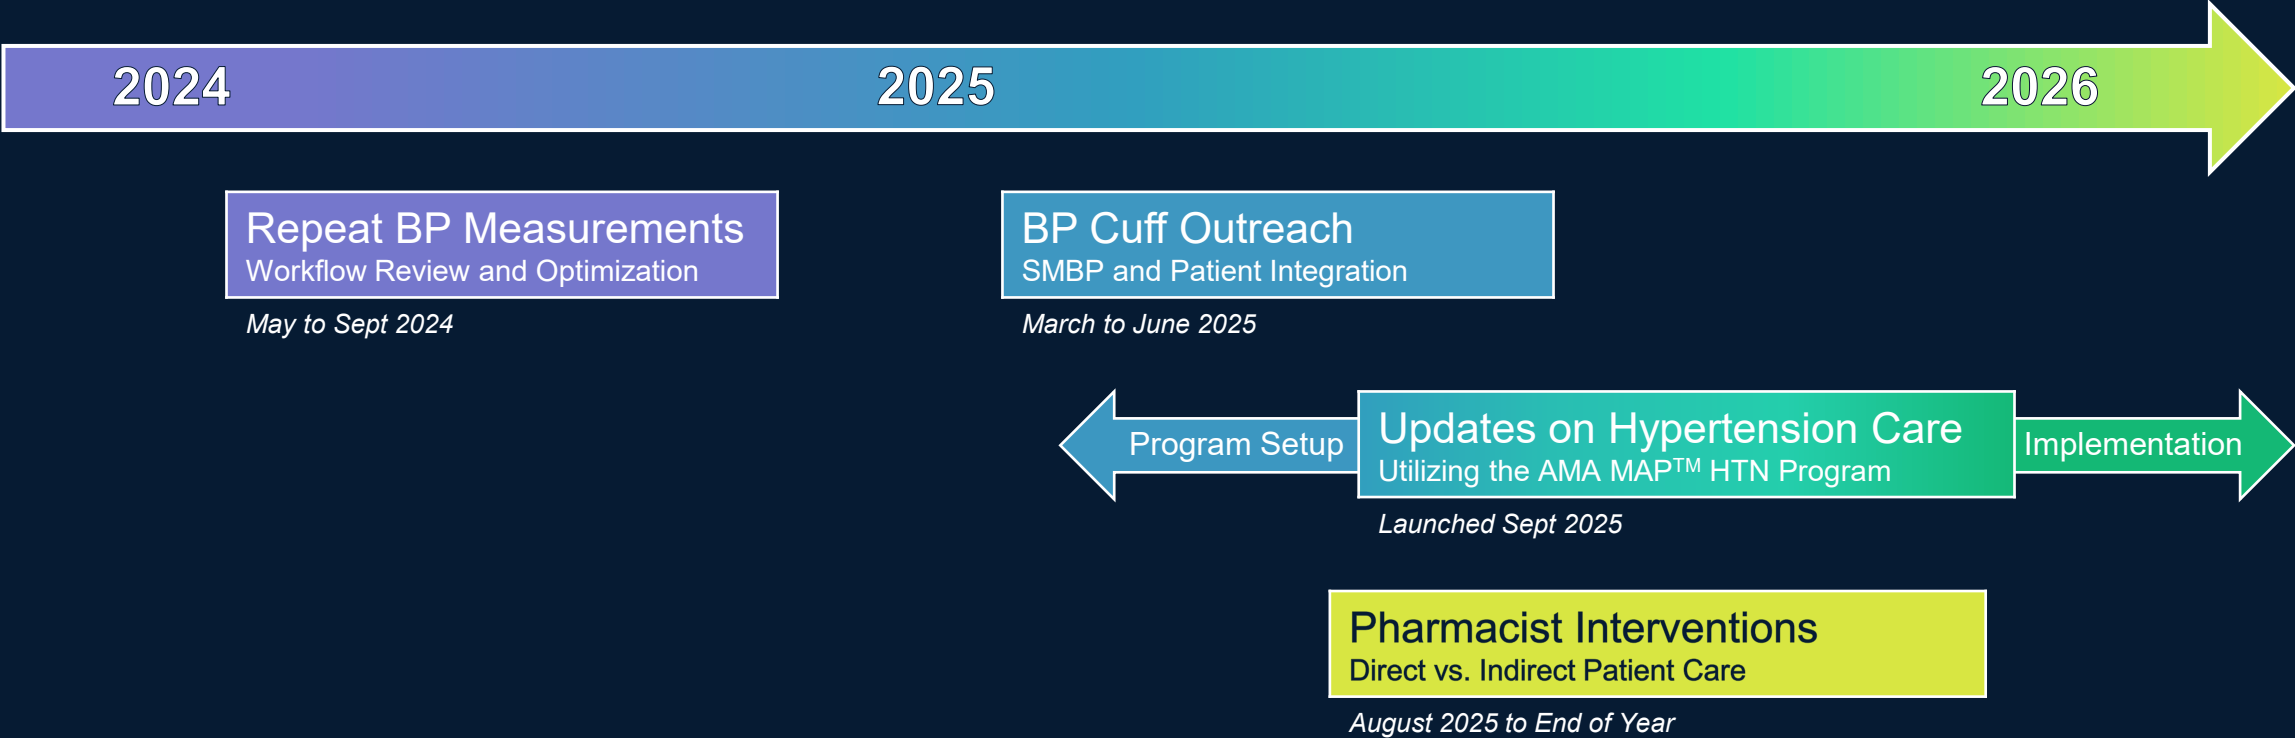 2024 2025 2026
Repeat BP Measurements
Workflow Review and Optimization
May to Sept 2024
BP Cuff Outreach
SMBP and Patient Integration
March to June 2025
Program Setup
Updates on Hypertension Care
Utilizing the AMA MAP™ HTN Program
Implementation
Launched Sept 2025
Pharmacist Interventions
Direct vs. Indirect Patient Care
August 2025 to End of Year